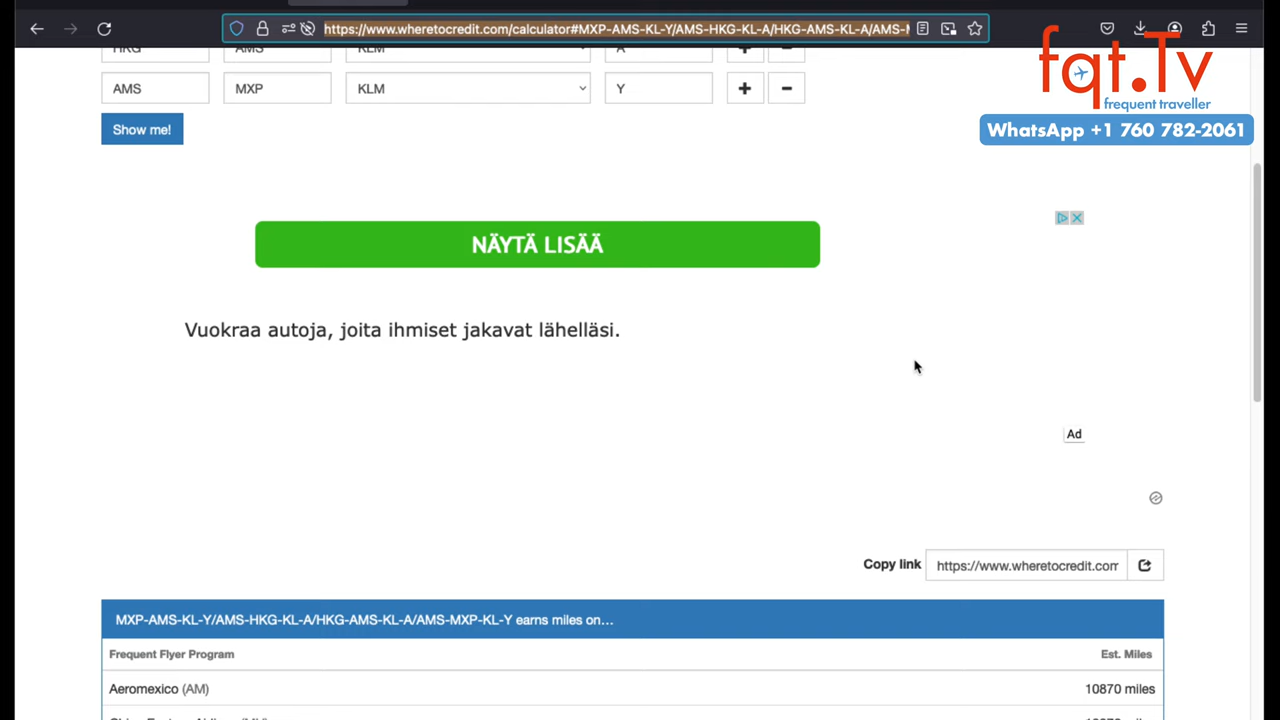 https://www.wheretocredit.com/calculator#MXP-AMS-KL-Y/AMS-HKG-KL-A/HKG-AMS-KL-A/AMS-M
fqt.Tv
frequent traveller
WhatsApp +1 760 782-2061
HKG AMS KLM A
AMS MXP KLM Y
Show me!
NÄYTÄ LISÄÄ
Vuokraa autoja, joita ihmiset jakavat lähelläsi.
Ad
Copy link https://www.wheretocredit.com
MXP-AMS-KL-Y/AMS-HKG-KL-A/HKG-AMS-KL-A/AMS-MXP-KL-Y earns miles on...
Frequent Flyer Program Est. Miles
Aeromexico (AM) 10870 miles